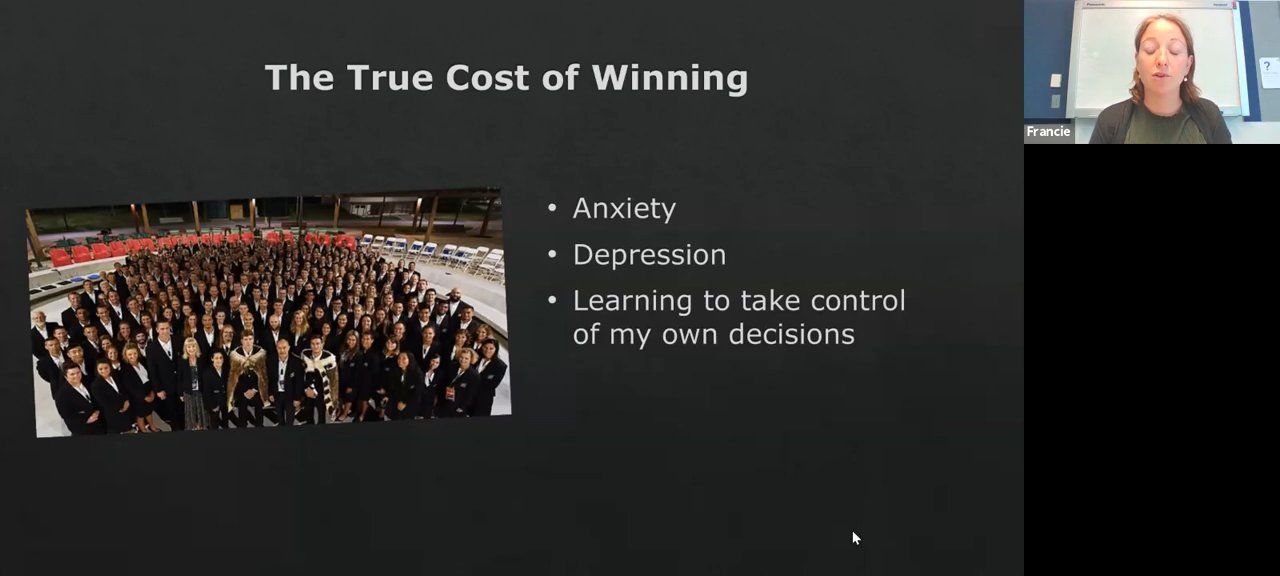 The True Cost of Winning
• Anxiety
• Depression
• Learning to take control
of my own decisions
Francie
?